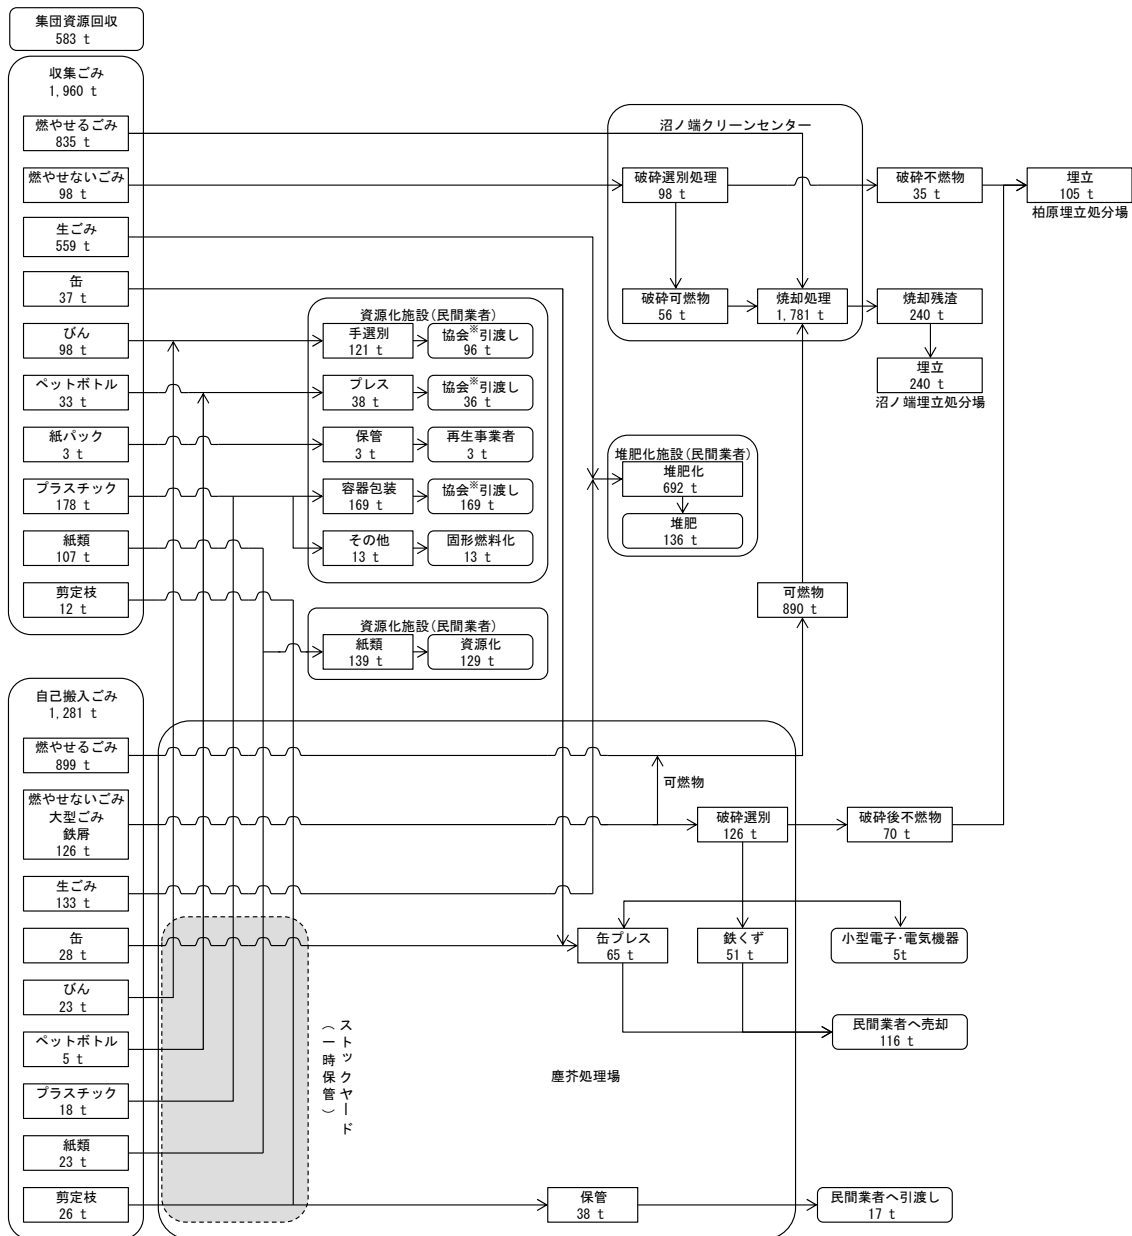 集団資源回収
583 t
収集ごみ
1,960 t
燃やせるごみ
835 t
燃やせないごみ
98 t
生ごみ
559 t
缶
37 t
びん
98 t
ペットボトル
33 t
紙パック
3 t
プラスチック
178 t
紙類
107 t
剪定枝
12 t
資源化施設(民間業者)
手選別
121 t
協会※引渡し
96 t
プレス
38 t
協会※引渡し
36 t
保管
3 t
再生事業者
3 t
容器包装
169 t
協会※引渡し
169 t
その他
13 t
固形燃料化
13 t
資源化施設(民間業者)
紙類
139 t
資源化
129 t
沼ノ端クリーンセンター
破砕選別処理
98 t
破砕可燃物
56 t
焼却処理
1,781 t
破砕不燃物
35 t
埋立
105 t
柏原埋立処分場
焼却残渣
240 t
埋立
240 t
沼ノ端埋立処分場
堆肥化施設(民間業者)
堆肥化
692 t
堆肥
136 t
可燃物
890 t
自己搬入ごみ
1,281 t
燃やせるごみ
899 t
燃やせないごみ
大型ごみ
鉄屑
126 t
生ごみ
133 t
缶
28 t
びん
23 t
ペットボトル
5 t
プラスチック
18 t
紙類
23 t
剪定枝
26 t
ストックヤード
(一時保管)
可燃物
破砕選別
126 t
破砕後不燃物
70 t
缶プレス
65 t
鉄くず
51 t
小型電子・電気機器
5t
民間業者へ売却
116 t
塵芥処理場
保管
38 t
民間業者へ引渡し
17 t